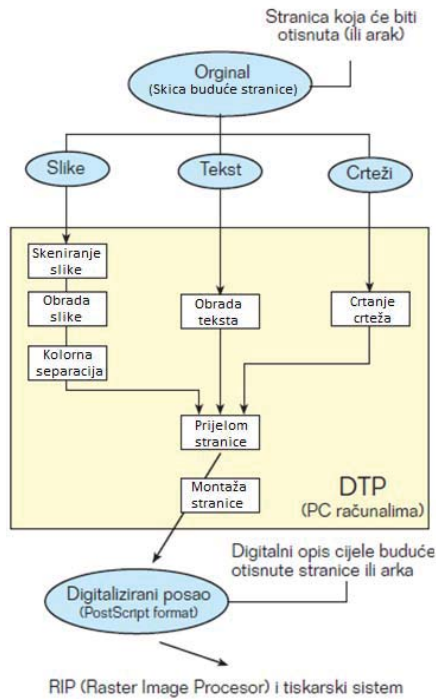 Stranica koja će biti
otisnuta (ili arak)
Orginal
(Skica buduće stranice)
Slike
Tekst
Crteži
Skeniranje
slike
Obrada
slike
Kolorna
separacija
Obrada
teksta
Crtanje
crteža
Prijelom
stranice
Montaža
stranice
DTP
(PC računalima)
Digitalni opis cijele buduće
otisnute stranice ili arka
Digitalizirani posao
(PostScript format)
RIP (Raster Image Procesor) i tiskarski sistem